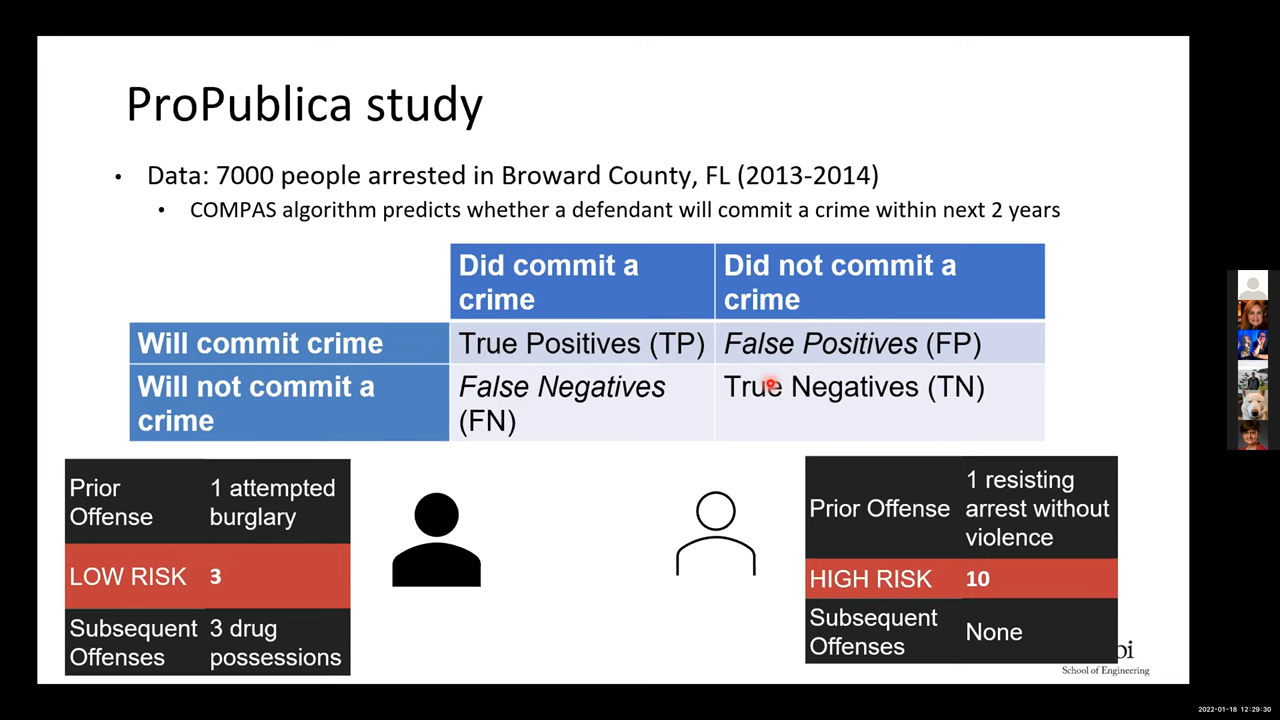 ProPublica study
• Data: 7000 people arrested in Broward County, FL (2013-2014)
• COMPAS algorithm predicts whether a defendant will commit a crime within next 2 years
Did commit a
crime
Did not commit a
crime
Will commit crime
True Positives (TP)
False Positives (FP)
Will not commit a
crime
False Negatives
(FN)
True Negatives (TN)
Prior
Offense
1 attempted
burglary
LOW RISK
3
Subsequent
Offenses
3 drug
possessions
Prior Offense
1 resisting
arrest without
violence
HIGH RISK
10
Subsequent
Offenses
None
School of Engineering
2022-01-18 12:29:30